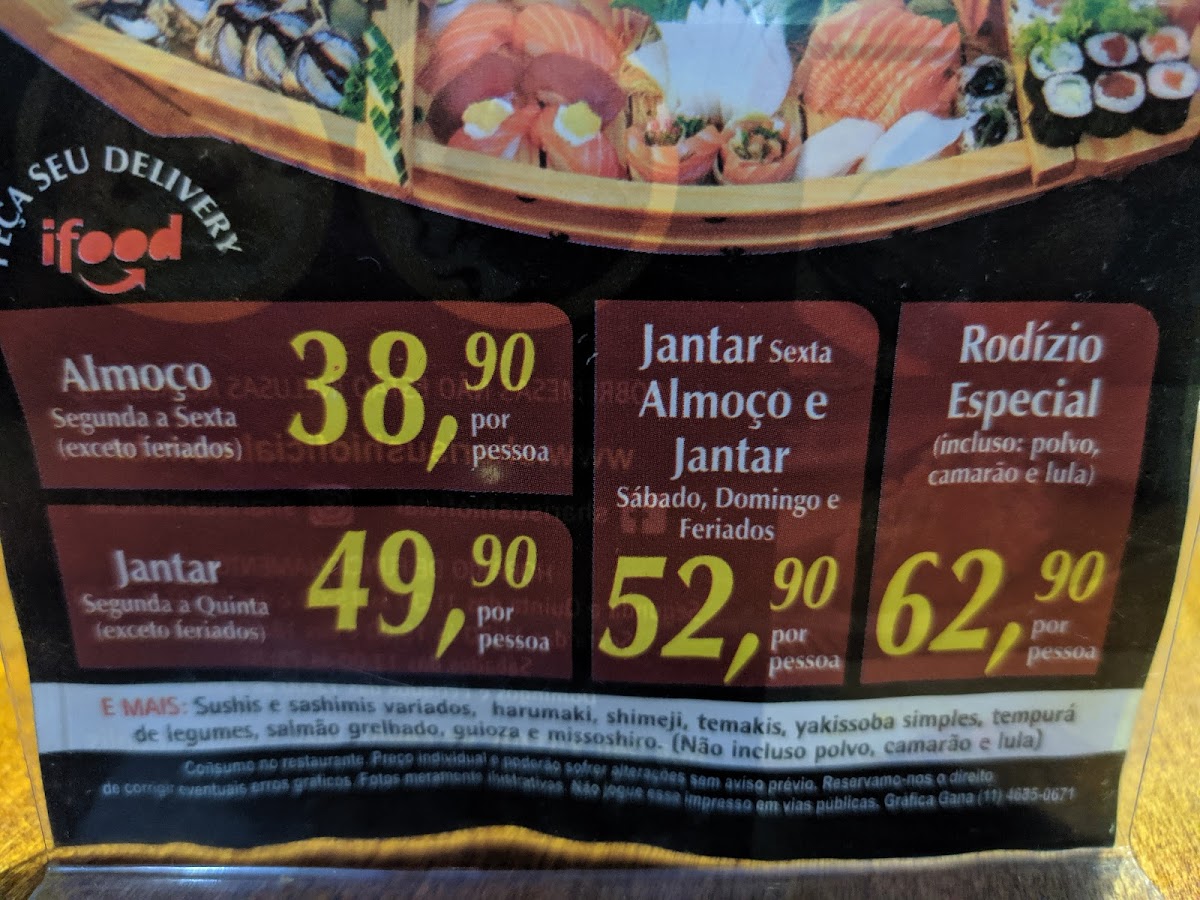 PEÇA SEU DELIVERY
ifood
Almoço
Segunda a Sexta
(exceto feriados)
38,90
por
pessoa
Jantar
Segunda a Quinta
(exceto feriados)
49,90
por
pessoa
Jantar Sexta
Almoço e
Jantar
Sábado, Domingo e
Feriados
52,90
por
pessoa
Rodízio
Especial
(incluso: polvo,
camarão e lula)
62,90
por
pessoa
E MAIS: Sushis e sashimis variados, harumaki, shimeji, temakis, yakissoba simples, tempurá
de legumes, salmão grelhado, guioza e missoshiro. (Não incluso polvo, camarão e lula)
Consumo no restaurante. Preço individual e poderão sofrer alterações sem aviso prévio. Reservamo-nos o direito
de corrigir eventuais erros gráficos. Fotos meramente ilustrativas. Não jogue esse impresso em vias públicas. Gráfica Gana (11) 4685-0671